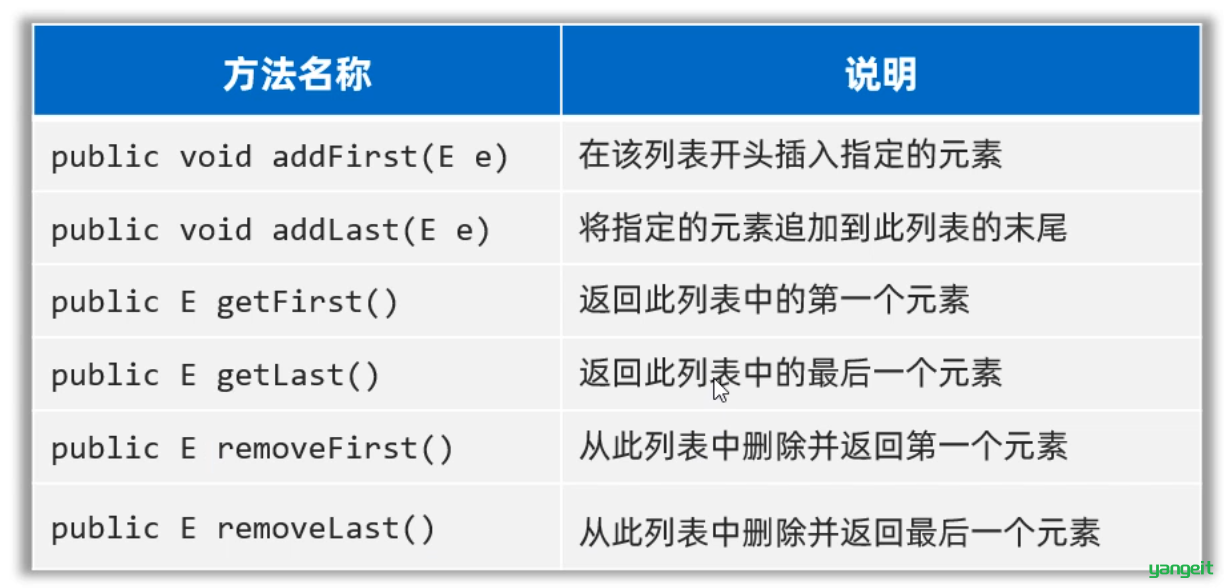 方法名称 说明
public void addFirst(E e) 在该列表开头插入指定的元素
public void addLast(E e) 将指定的元素追加到此列表的末尾
public E getFirst() 返回此列表中的第一个元素
public E getLast() 返回此列表中的最后一个元素
public E removeFirst() 从此列表中删除并返回第一个元素
public E removeLast() 从此列表中删除并返回最后一个元素
yangeit